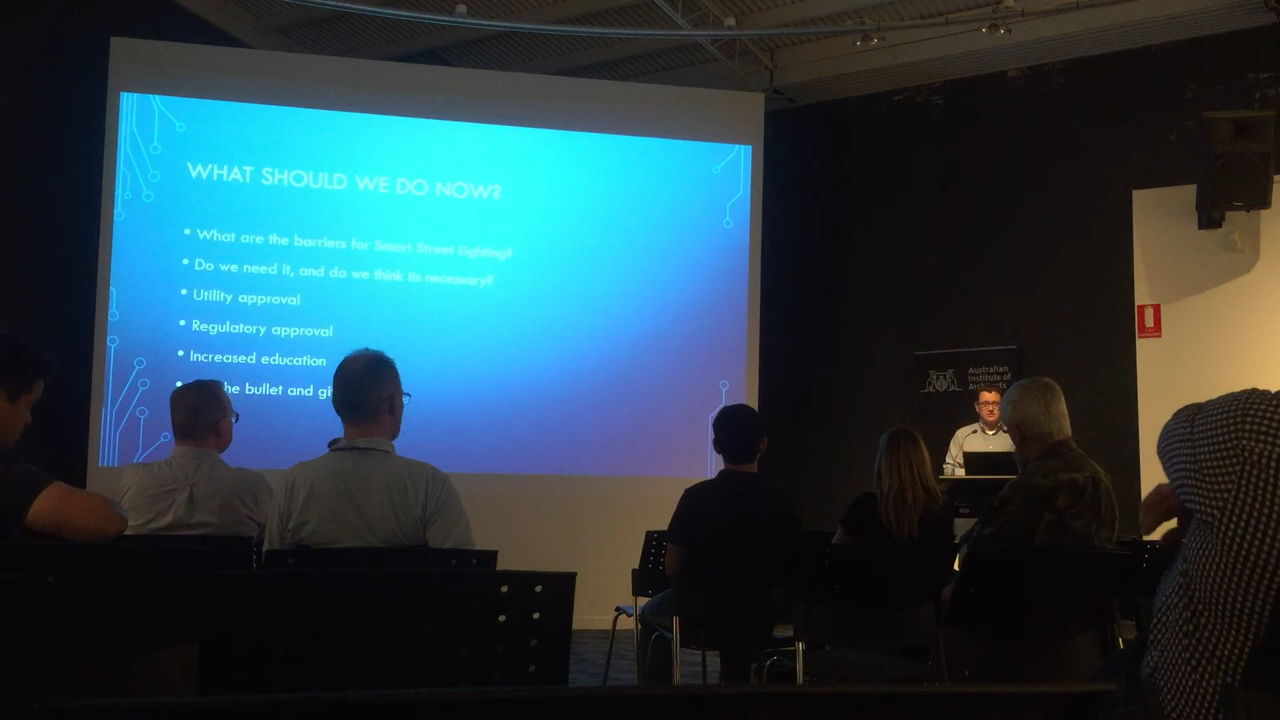 WHAT SHOULD WE DO NOW?
• What are the barriers for Smart Street Lighting?
• Do we need it, and do we think its necessary?
• Utility approval
• Regulatory approval
• Increased education
he bullet and gi
Australian
Institute of
Architects